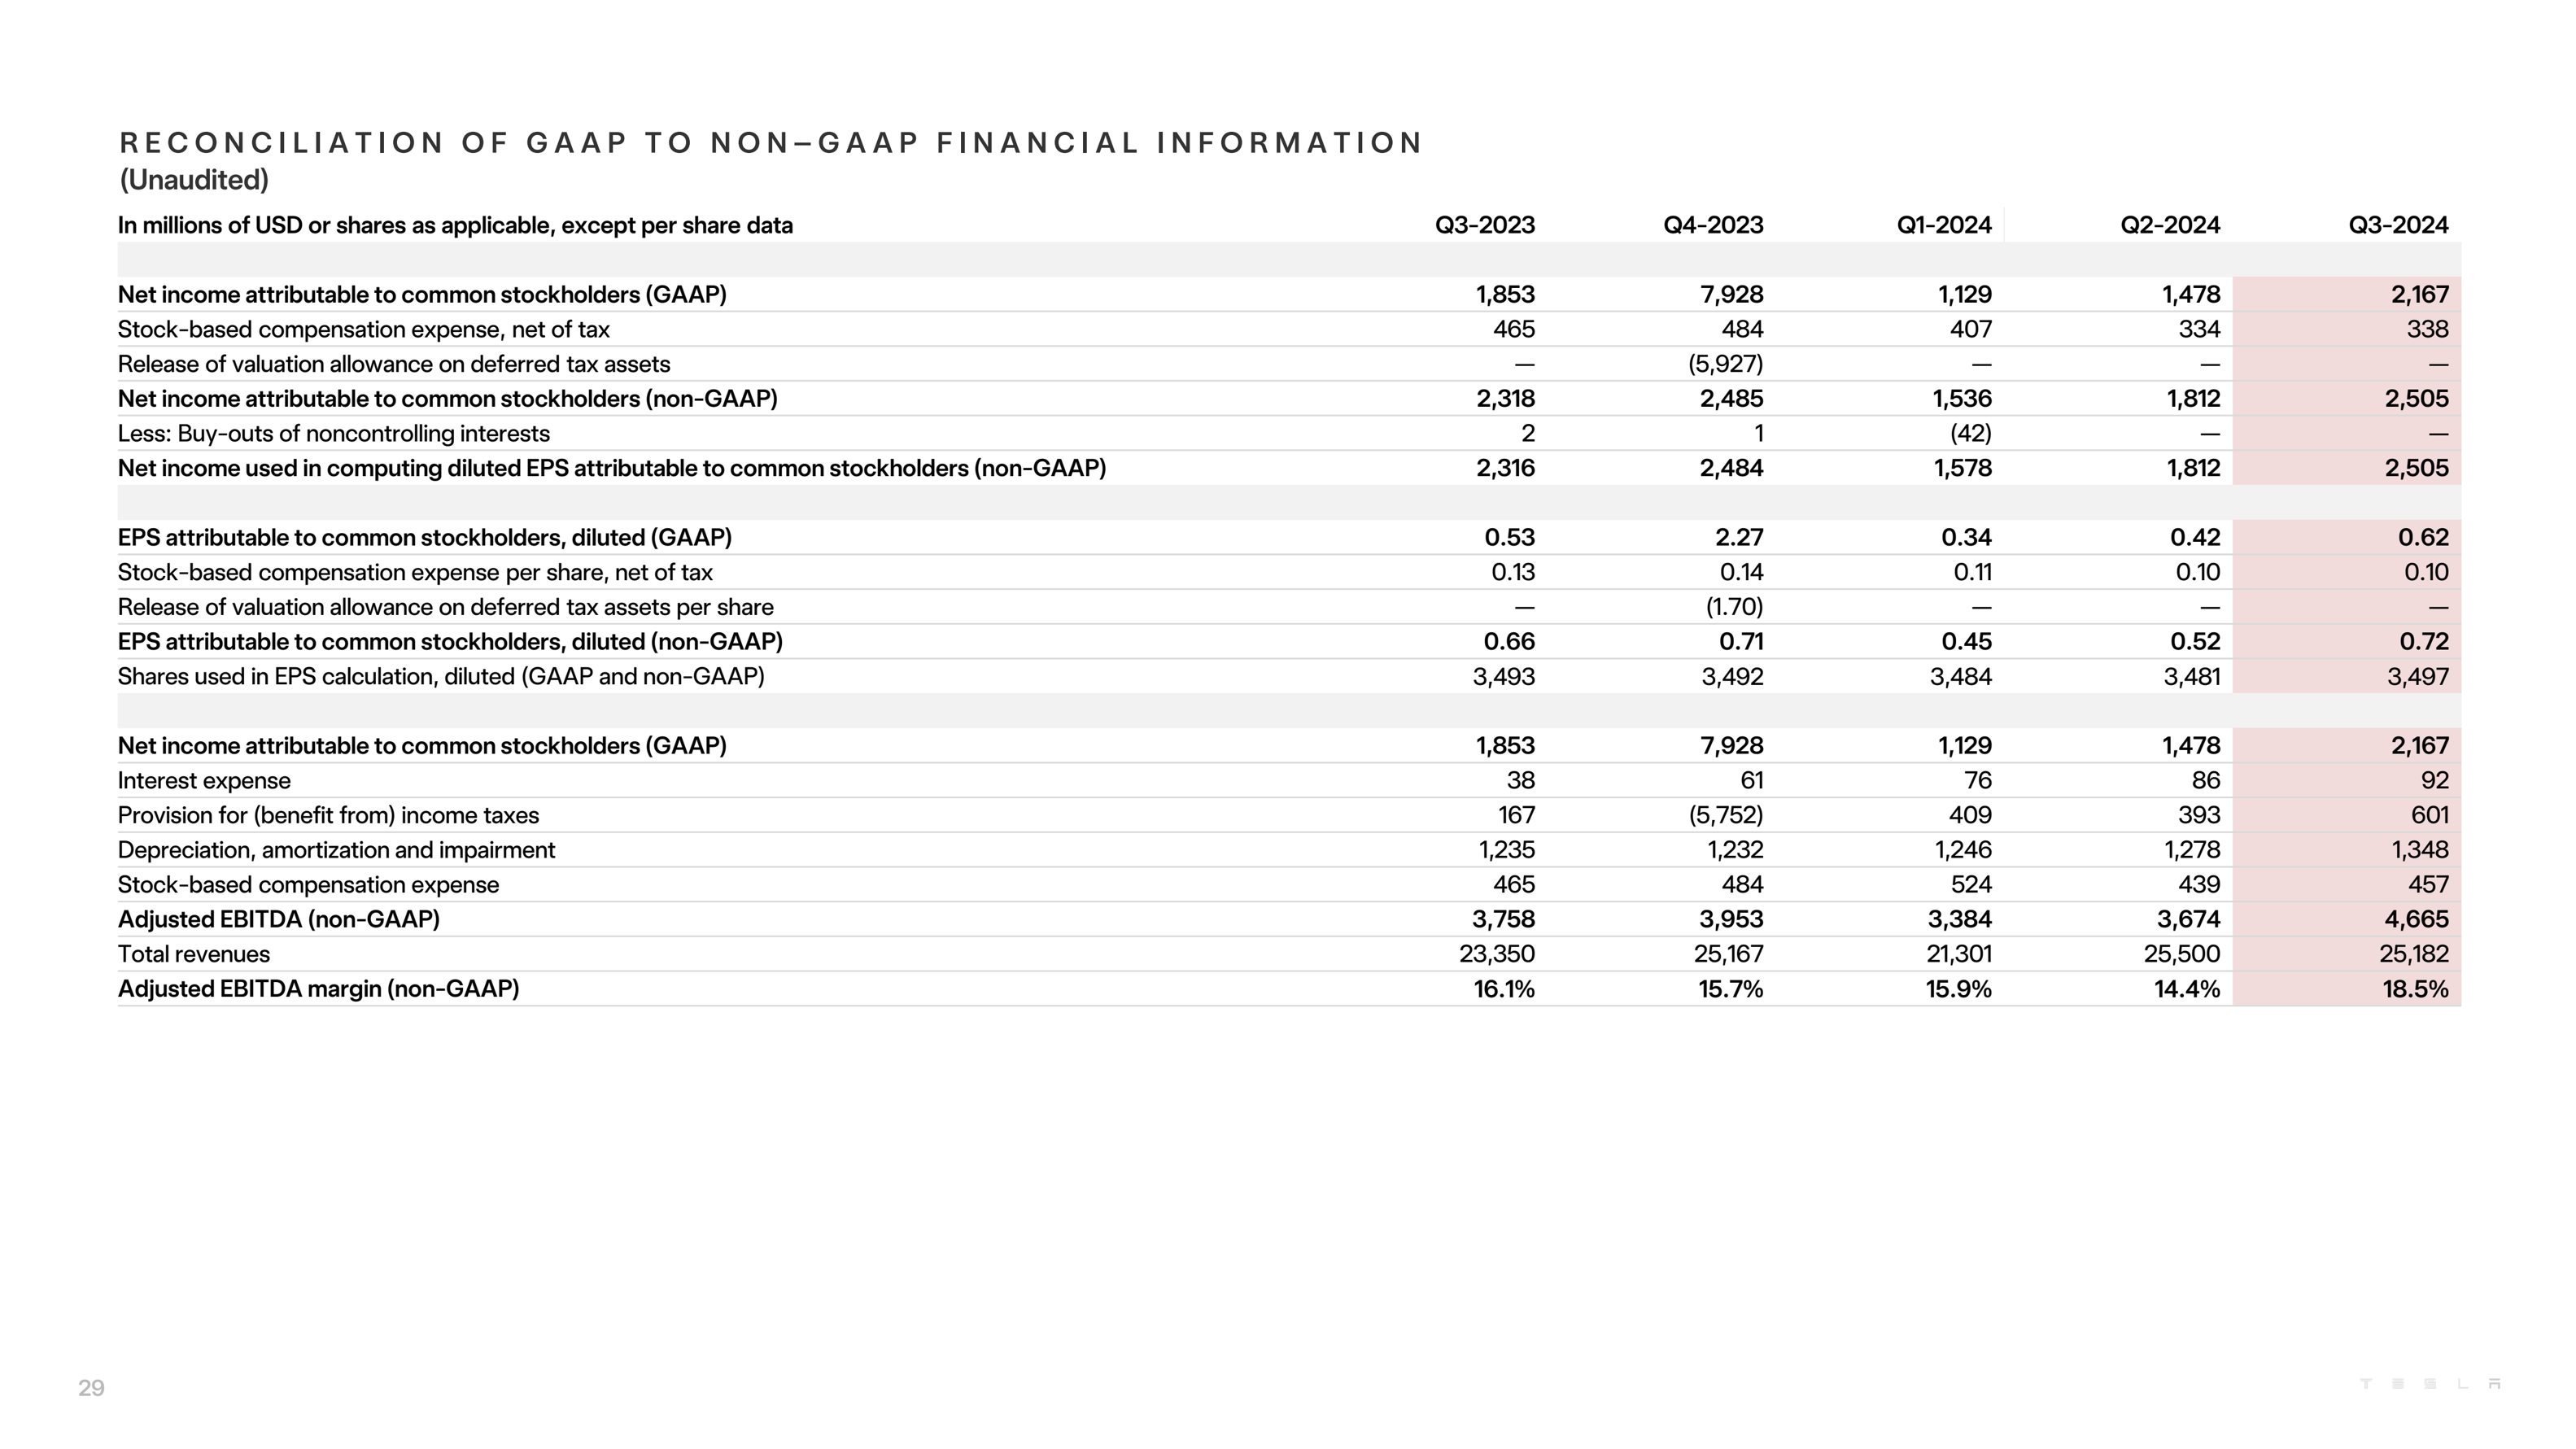 RECONCILIATION OF GAAP TO NON–GAAP FINANCIAL INFORMATION
(Unaudited)
In millions of USD or shares as applicable, except per share data Q3-2023 Q4-2023 Q1-2024 Q2-2024 Q3-2024
Net income attributable to common stockholders (GAAP) 1,853 7,928 1,129 1,478 2,167
Stock-based compensation expense, net of tax 465 484 407 334 338
Release of valuation allowance on deferred tax assets — (5,927) — — —
Net income attributable to common stockholders (non-GAAP) 2,318 2,485 1,536 1,812 2,505
Less: Buy-outs of noncontrolling interests 2 1 (42) — —
Net income used in computing diluted EPS attributable to common stockholders (non-GAAP) 2,316 2,484 1,578 1,812 2,505
EPS attributable to common stockholders, diluted (GAAP) 0.53 2.27 0.34 0.42 0.62
Stock-based compensation expense per share, net of tax 0.13 0.14 0.11 0.10 0.10
Release of valuation allowance on deferred tax assets per share — (1.70) — — —
EPS attributable to common stockholders, diluted (non-GAAP) 0.66 0.71 0.45 0.52 0.72
Shares used in EPS calculation, diluted (GAAP and non-GAAP) 3,493 3,492 3,484 3,481 3,497
Net income attributable to common stockholders (GAAP) 1,853 7,928 1,129 1,478 2,167
Interest expense 38 61 76 86 92
Provision for (benefit from) income taxes 167 (5,752) 409 393 601
Depreciation, amortization and impairment 1,235 1,232 1,246 1,278 1,348
Stock-based compensation expense 465 484 524 439 457
Adjusted EBITDA (non-GAAP) 3,758 3,953 3,384 3,674 4,665
Total revenues 23,350 25,167 21,301 25,500 25,182
Adjusted EBITDA margin (non-GAAP) 16.1% 15.7% 15.9% 14.4% 18.5%
29
TESLA